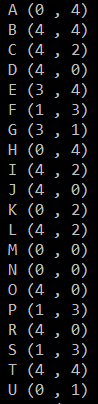 A (0 , 4)
B (4 , 4)
C (4 , 2)
D (4 , 0)
E (3 , 4)
F (1 , 3)
G (3 , 1)
H (0 , 4)
I (4 , 2)
J (4 , 0)
K (0 , 2)
L (4 , 2)
M (0 , 0)
N (0 , 0)
O (4 , 0)
P (1 , 3)
R (4 , 0)
S (1 , 3)
T (4 , 4)
U (0 , 1)